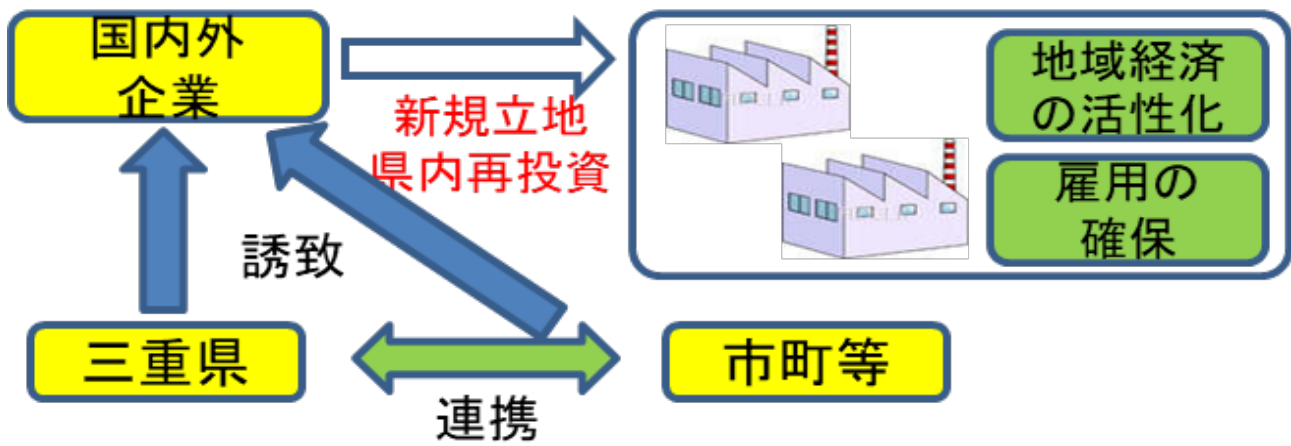 国内外
企業
新規立地
県内再投資
地域経済
の活性化
雇用の
確保
誘致
三重県
連携
市町等